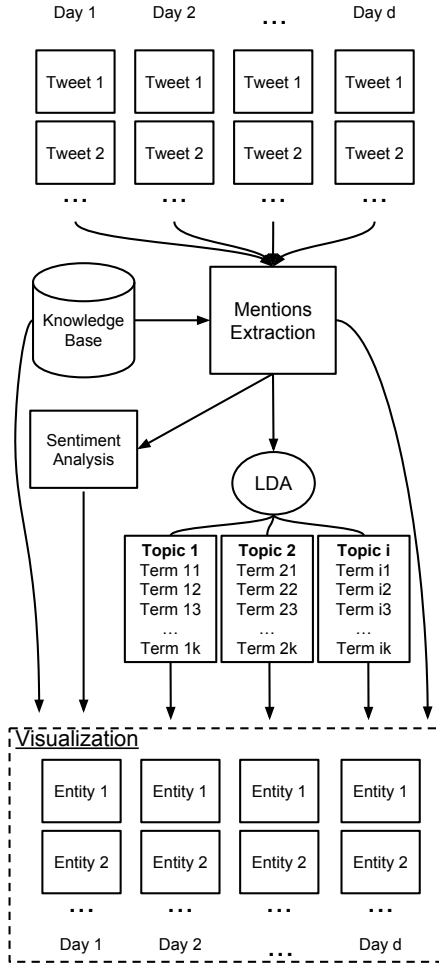 Day 1 Day 2 ... Day d
Tweet 1 Tweet 1 Tweet 1 Tweet 1
Tweet 2 Tweet 2 Tweet 2 Tweet 2
... ... ... ...
Knowledge
Base
Mentions
Extraction
Sentiment
Analysis
LDA
Topic 1 Topic 2 Topic i
Term 11 Term 21 Term i1
Term 12 Term 22 Term i2
Term 13 Term 23 Term i3
... ... ...
Term 1k Term 2k Term ik
Visualization
Entity 1 Entity 1 Entity 1 Entity 1
Entity 2 Entity 2 Entity 2 Entity 2
... ... ... ...
Day 1 Day 2 ... Day d